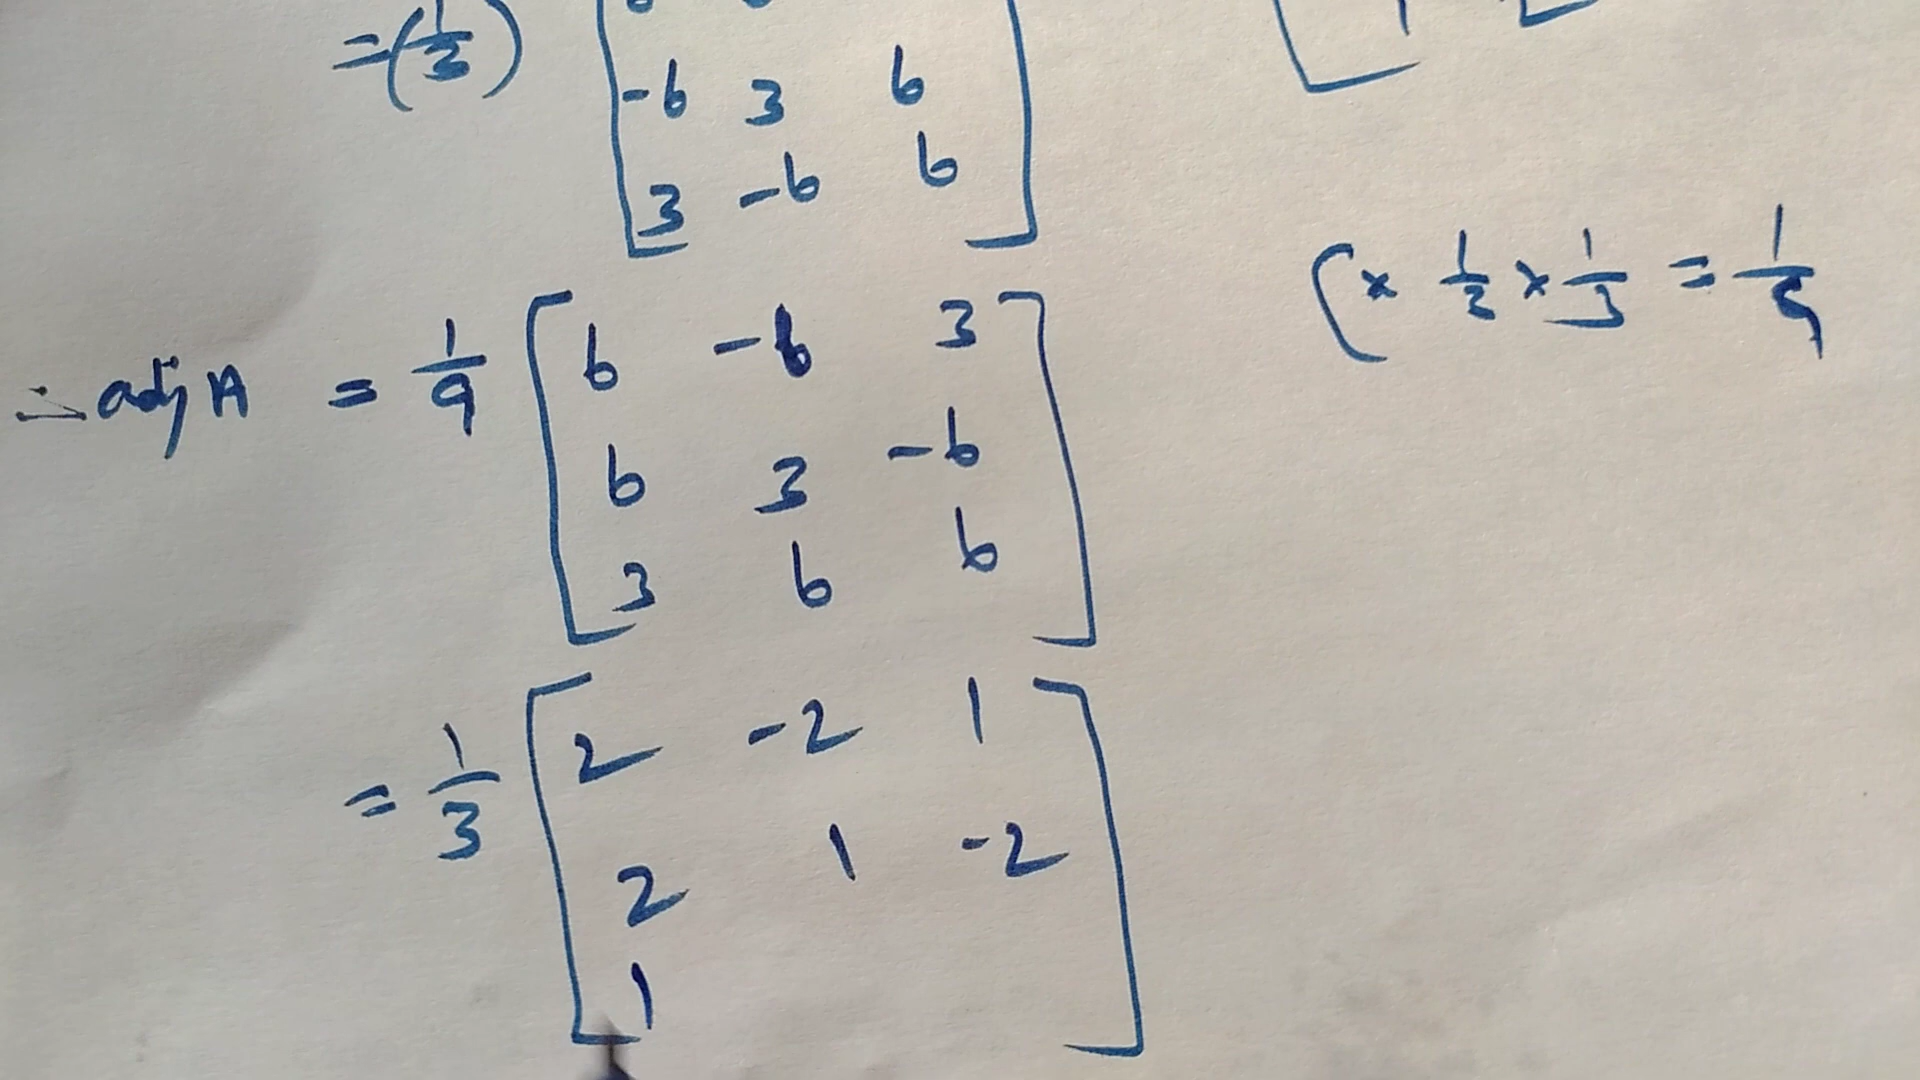 =(1/3)
-6 3 6
3 -6 6
(× 1/3 × 1/3 = 1/9
∴ adj A = 1/9 [6 -6 3
6 3 -6
3 6 6]
= 1/3 [2 -2 1
2 1 -2
1]